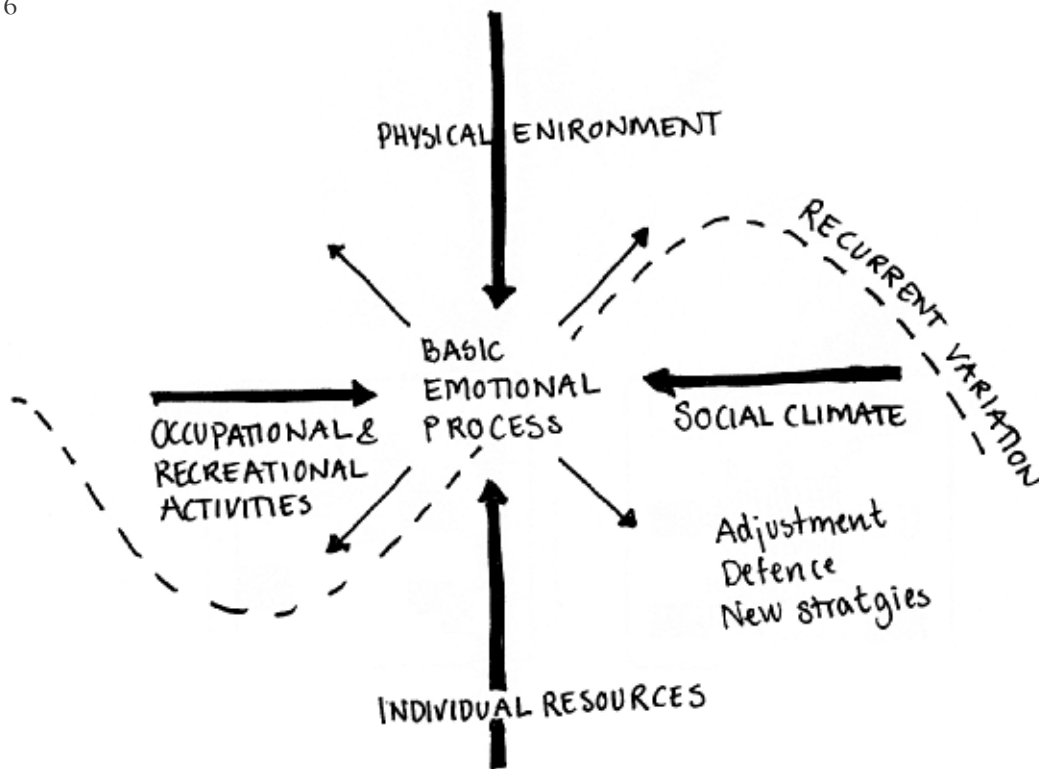 6
PHYSICAL ENIRONMENT
RECURRENT VARIATION
BASIC
EMOTIONAL
PROCESS
OCCUPATIONAL &
RECREATIONAL
ACTIVITIES
SOCIAL CLIMATE
Adjustment
Defence
New stratgies
INDIVIDUAL RESOURCES